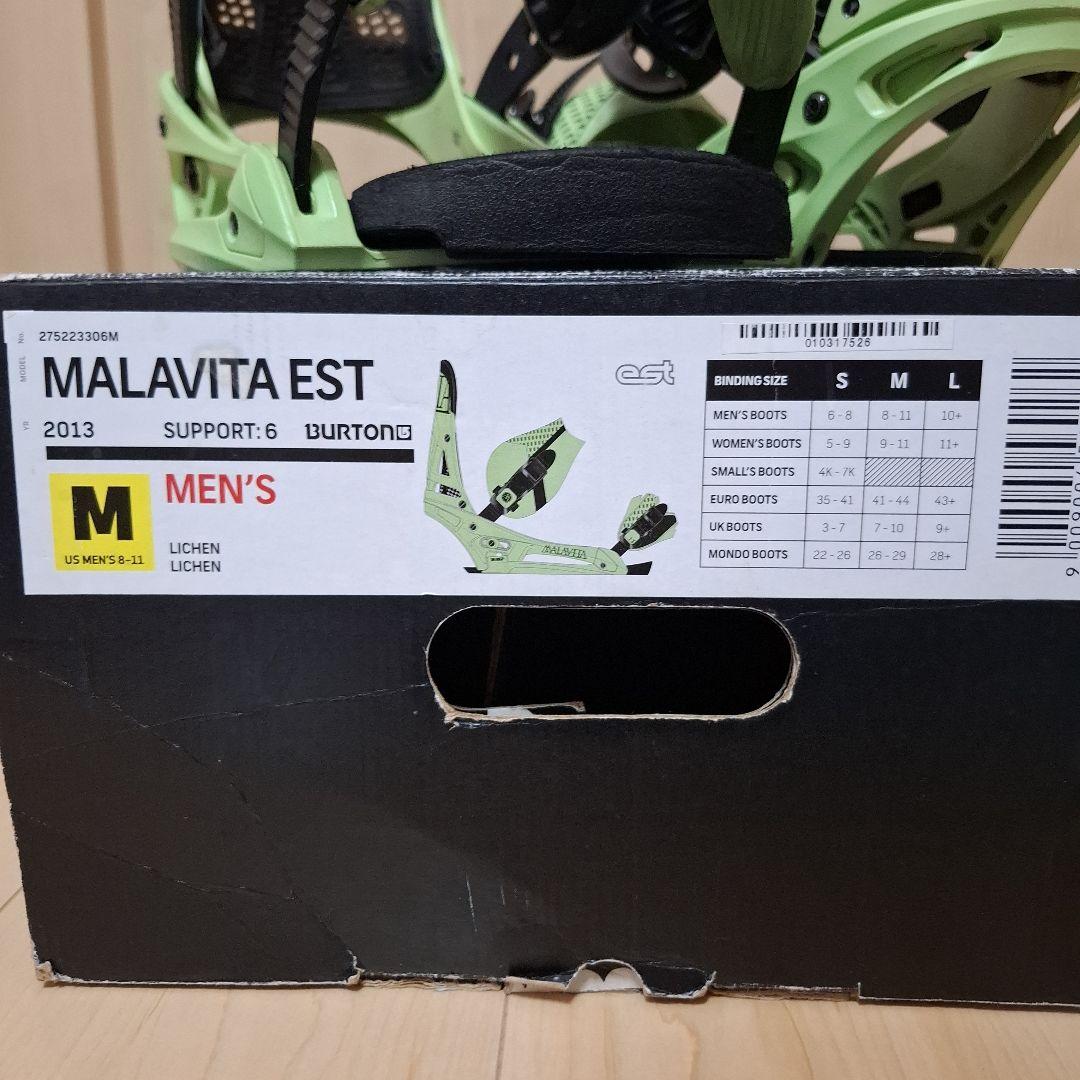 MODEL No.
275223306M
MALAVITA EST
YR.
2013 SUPPORT: 6 BURTON
M
US MEN'S 8-11
MEN'S
LICHEN
LICHEN
MALAVITA
est
010317526
BINDING SIZE S M L
MEN'S BOOTS 6 - 8 8 - 11 10+
WOMEN'S BOOTS 5 - 9 9 - 11 11+
SMALL'S BOOTS 4K - 7K
EURO BOOTS 35 - 41 41 - 44 43+
UK BOOTS 3 - 7 7 - 10 9+
MONDO BOOTS 22 - 26 26 - 29 28+